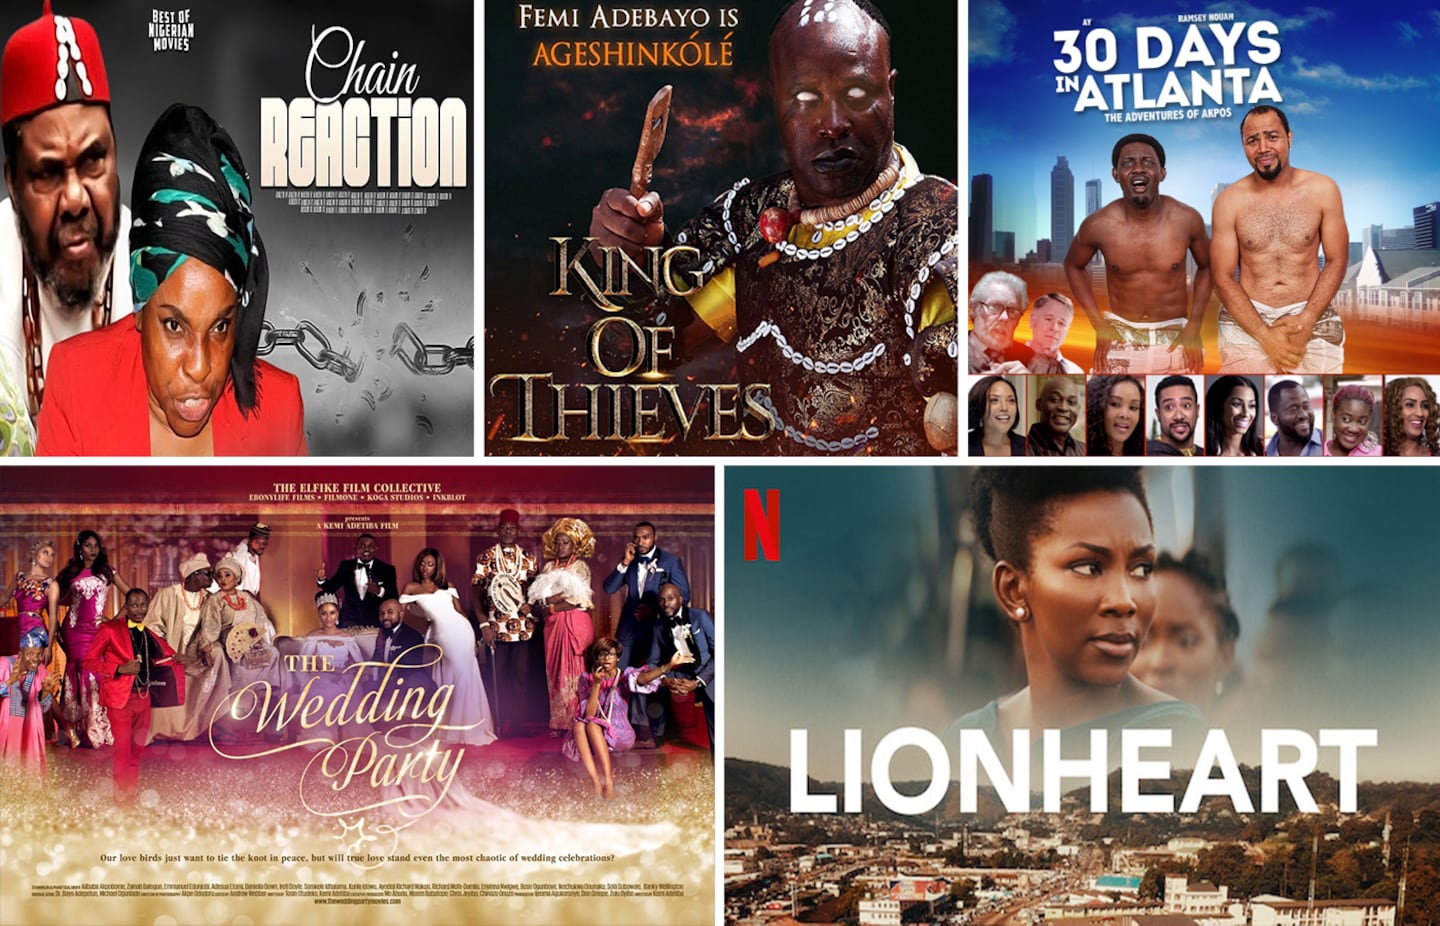 BEST OF
NIGERIAN
MOVIES
Chain
REACTION
FEMI ADEBAYO IS
AGESHINKÓLÉ
KING
OF
THIEVES
AY
RAMSEY NOUAH
30 DAYS
IN ATLANTA
THE ADVENTURES OF AKPOS
THE ELFIKE FILM COLLECTIVE
EBONYLIFE FILMS • FILMONE • KOGA STUDIOS • INKBLOT
presents
A KEMI ADETIBA FILM
THE
Wedding
Party
Our love birds just want to tie the knot in peace, but will true love stand even the most chaotic of wedding celebrations?
www.theweddingpartymovies.com
N
LIONHEART